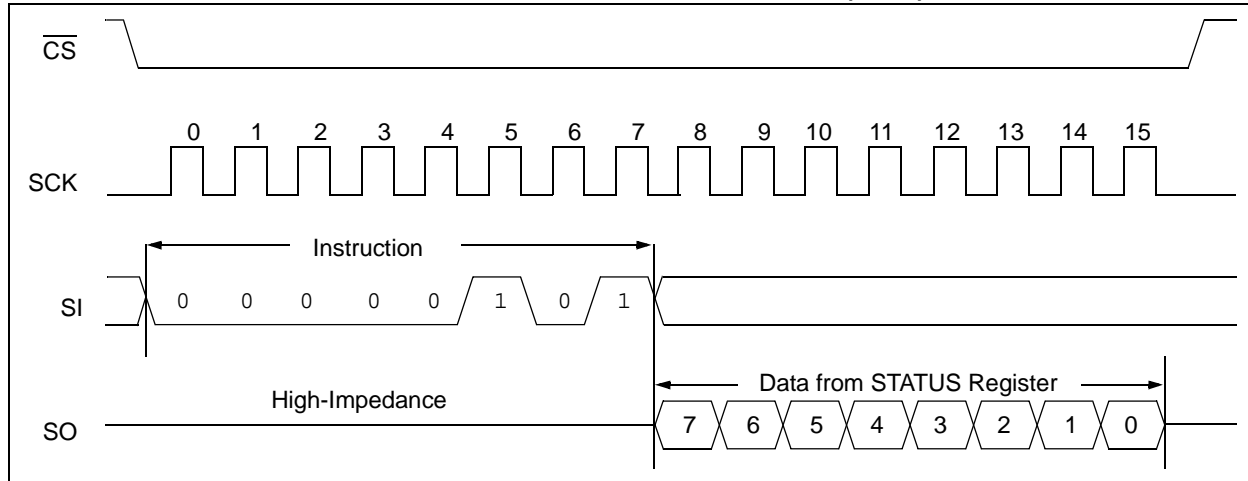 CS
0 1 2 3 4 5 6 7 8 9 10 11 12 13 14 15
SCK
Instruction
SI 0 0 0 0 0 1 0 1
Data from STATUS Register
High-Impedance
SO 7 6 5 4 3 2 1 0